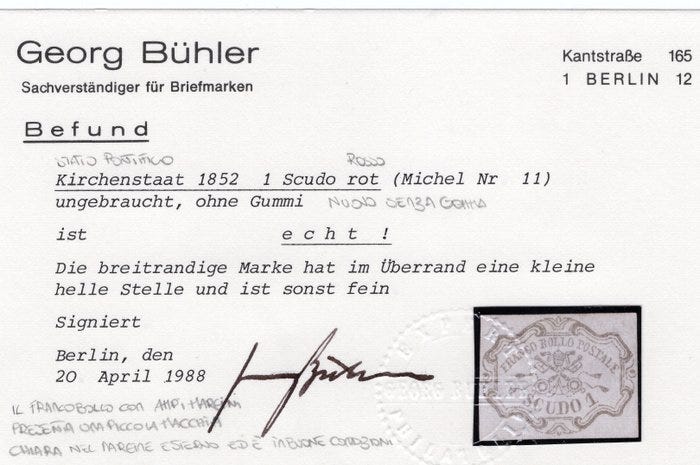 Georg Bühler
Sachverständiger für Briefmarken
Kantstraße 165
1 BERLIN 12
Befund
STATO PONTIFICIO ROSSO
Kirchenstaat 1852 1 Scudo rot (Michel Nr 11)
ungebraucht, ohne Gummi NUOVO SENZA GOMMA
ist echt !
Die breitrandige Marke hat im Überrand eine kleine
helle Stelle und ist sonst fein
Signiert
Berlin, den
20 April 1988
IL FRANCOBOLLO CON AMPI MARGINI
PRESENTA UNA PICCOLA MACCHIA
CHIARA NEL MARGINE ESTERNO ED È IN BUONE CONDIZIONI
FRANCO BOLLO POSTALE
SCUDO 1
GEORG BÜHLER